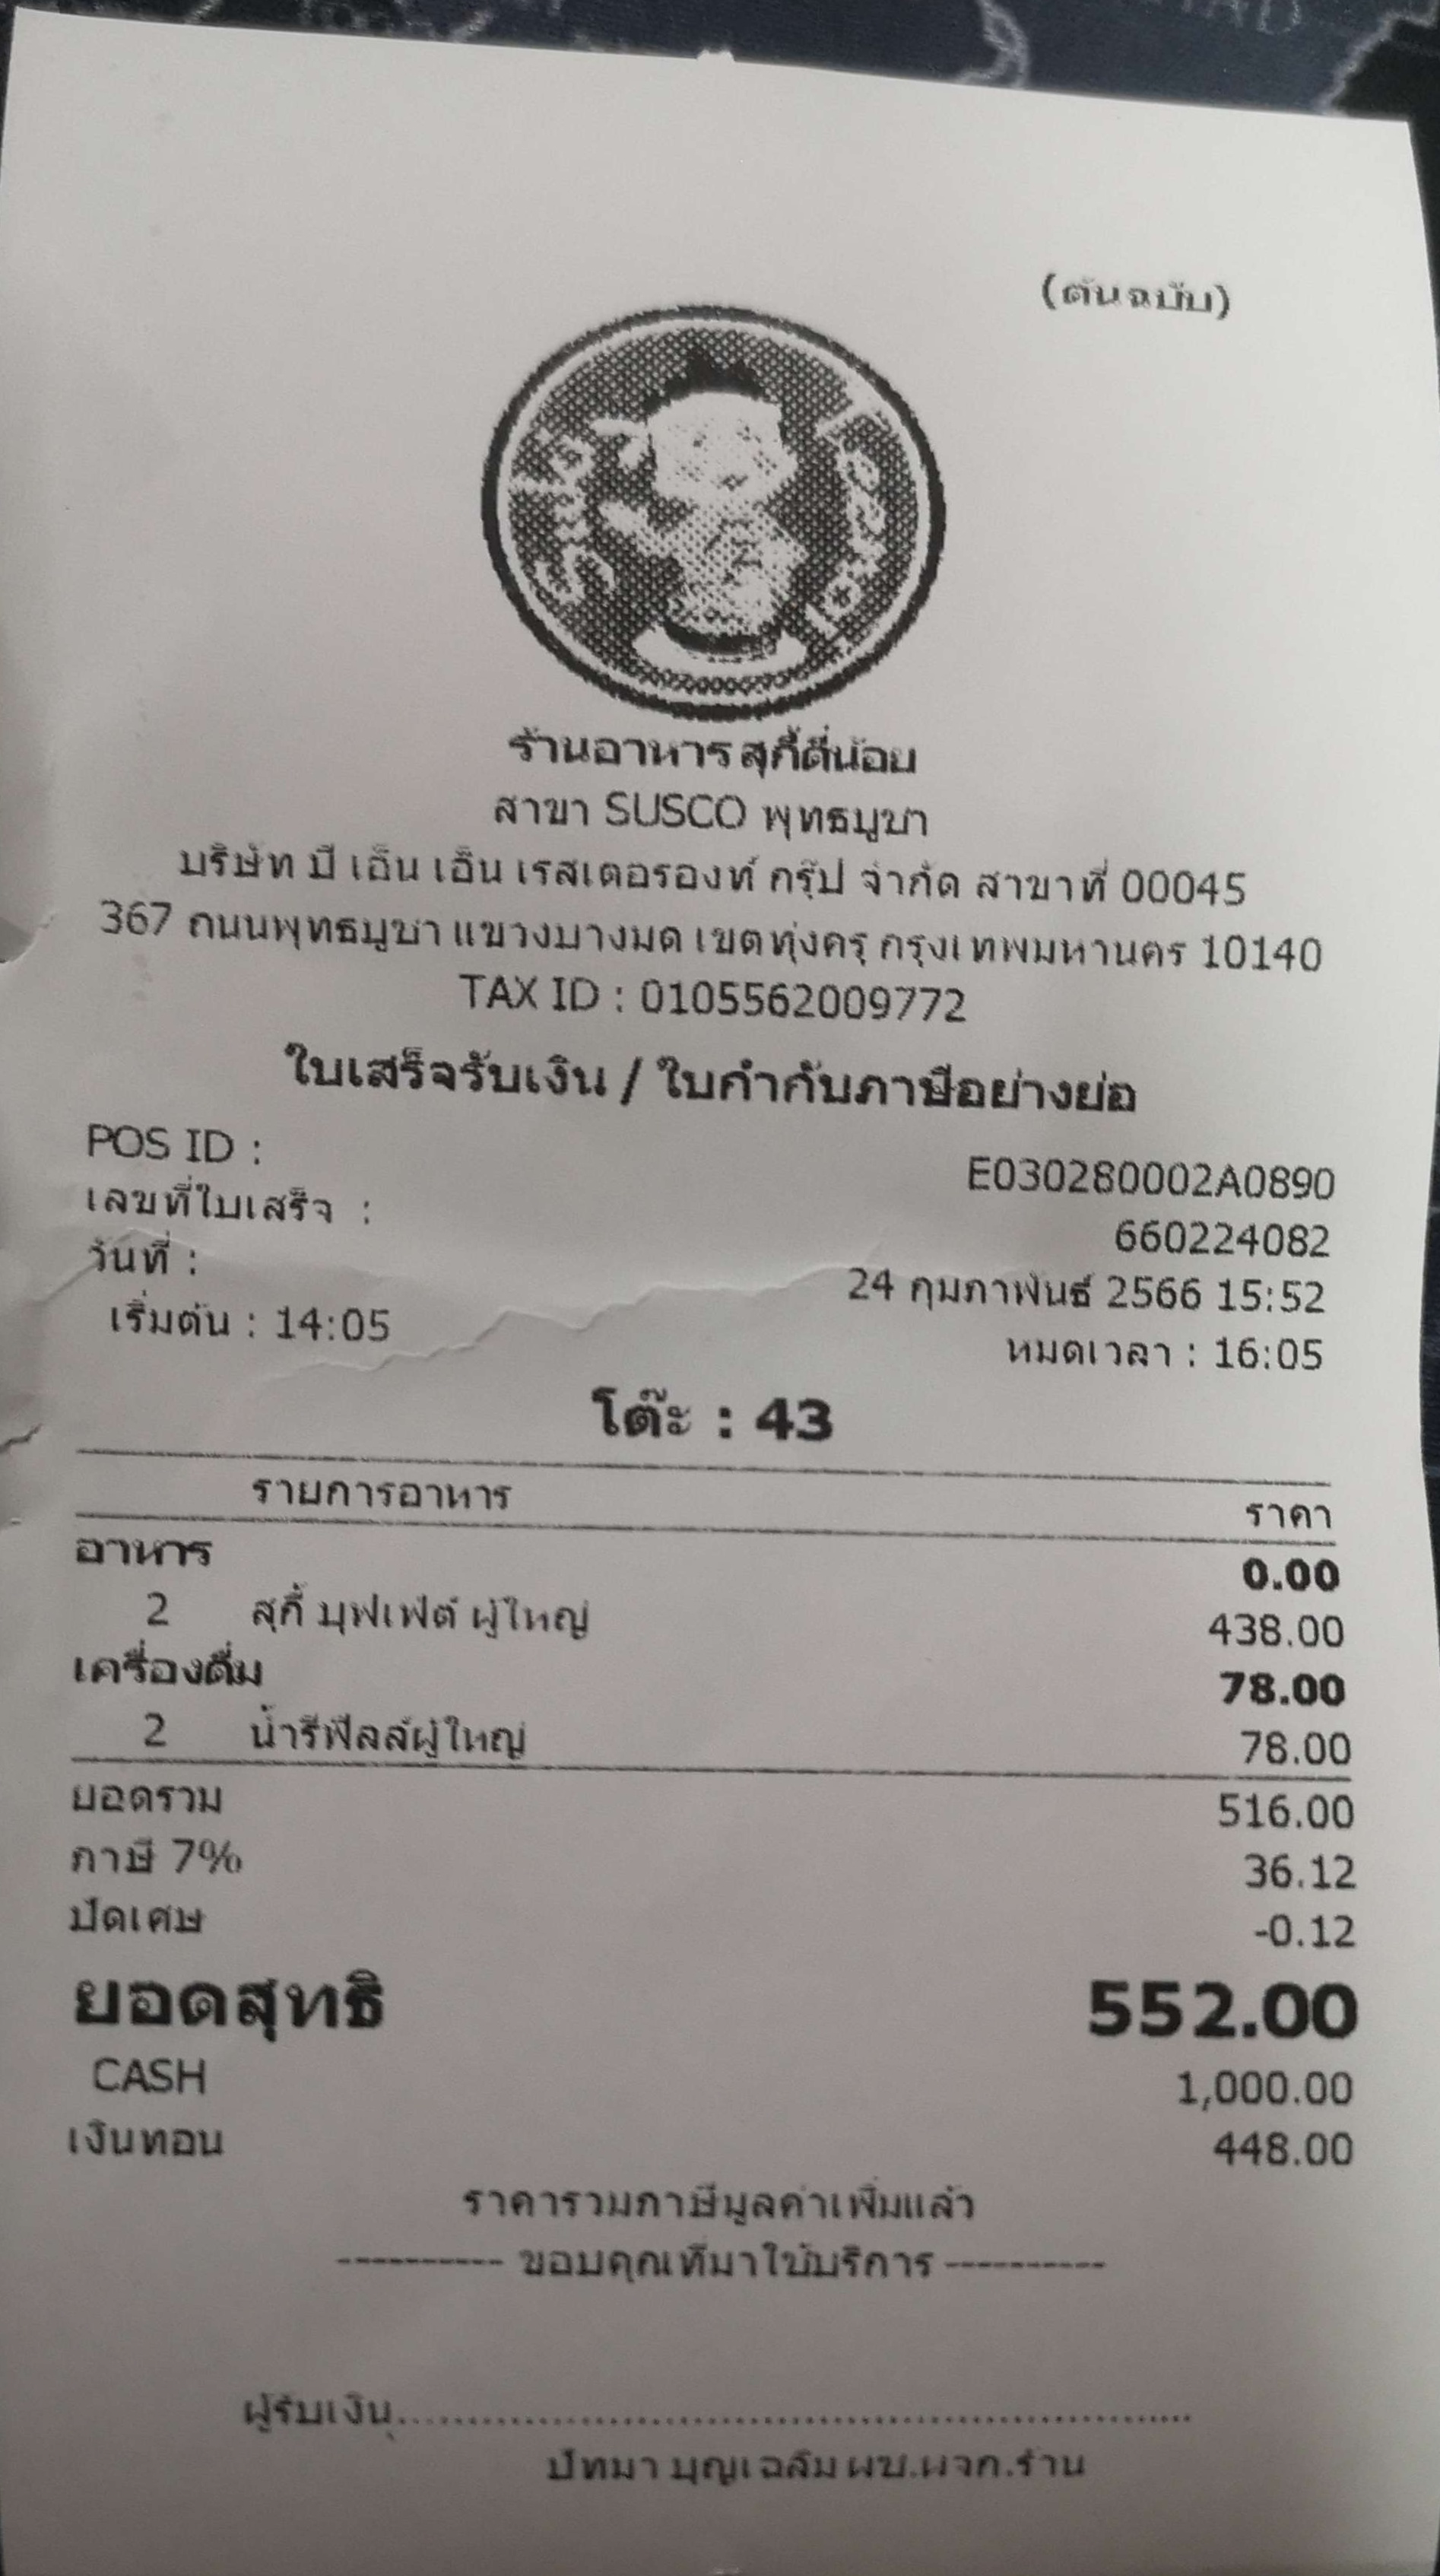 (ต้นฉบับ)
สุกี้
ตี๋น้อย
ร้านอาหารสุกี้ตี๋น้อย
สาขา SUSCO พุทธบูชา
บริษัท บี เอ็น เอ็น เรสเตอรองท์ กรุ๊ป จำกัด สาขาที่ 00045
367 ถนนพุทธบูชา แขวงบางมด เขตทุ่งครุ กรุงเทพมหานคร 10140
TAX ID : 0105562009772
ใบเสร็จรับเงิน / ใบกำกับภาษีอย่างย่อ
POS ID : E030280002A0890
เลขที่ใบเสร็จ : 660224082
วันที่ : 24 กุมภาพันธ์ 2566 15:52
เริ่มต้น : 14:05 หมดเวลา : 16:05
โต๊ะ : 43
รายการอาหาร ราคา
อาหาร 0.00
2 สุกี้ บุฟเฟ่ต์ ผู้ใหญ่ 438.00
เครื่องดื่ม 78.00
2 น้ำรีฟิลล์ผู้ใหญ่ 78.00
ยอดรวม 516.00
ภาษี 7% 36.12
ปัดเศษ -0.12
ยอดสุทธิ 552.00
CASH 1,000.00
เงินทอน 448.00
ราคารวมภาษีมูลค่าเพิ่มแล้ว
---------- ขอบคุณที่มาใช้บริการ ----------
ผู้รับเงิน..........................................................
ปัทมา บุญเฉลิม ผช.ผจก.ร้าน